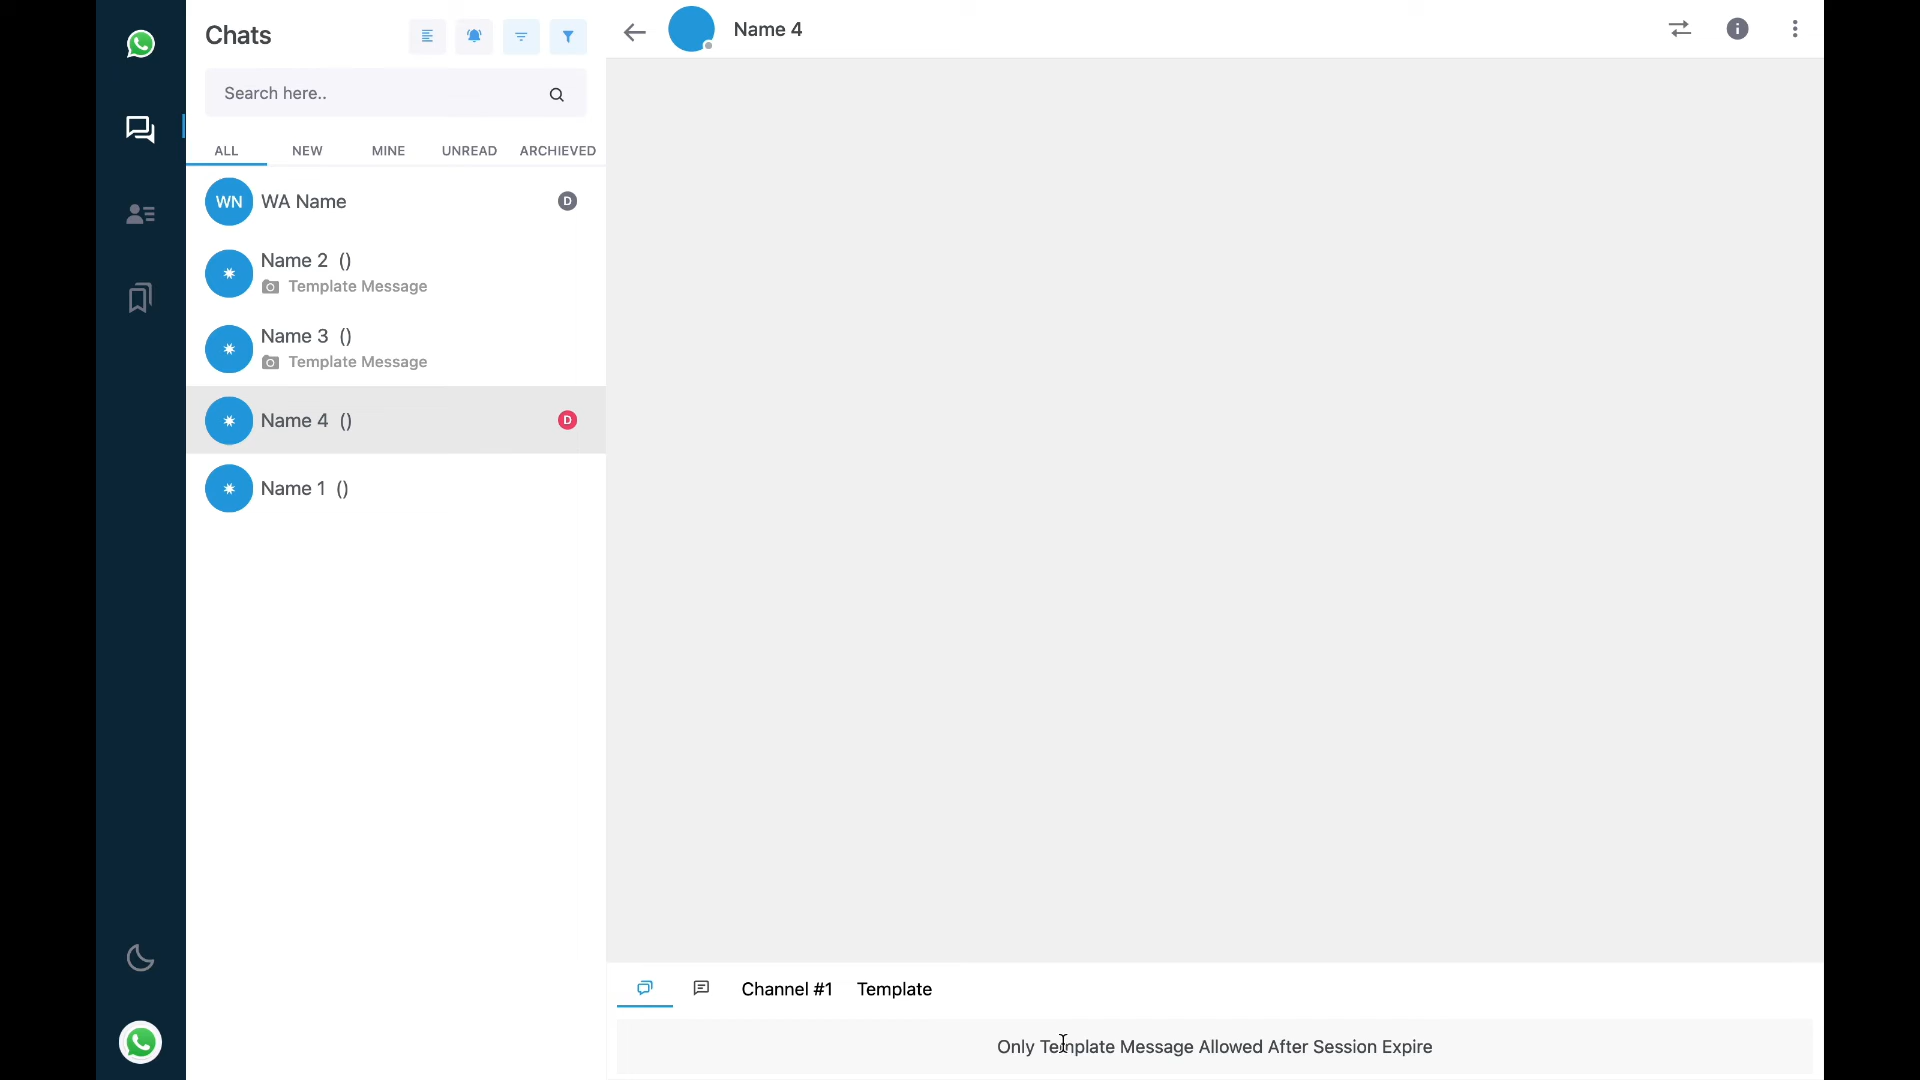 Chats
Search here..
ALL NEW MINE UNREAD ARCHIEVED
WN WA Name D
Name 2 ()
Template Message
Name 3 ()
Template Message
Name 4 () D
Name 1 ()
Name 4
Channel #1 Template
Only Template Message Allowed After Session Expire